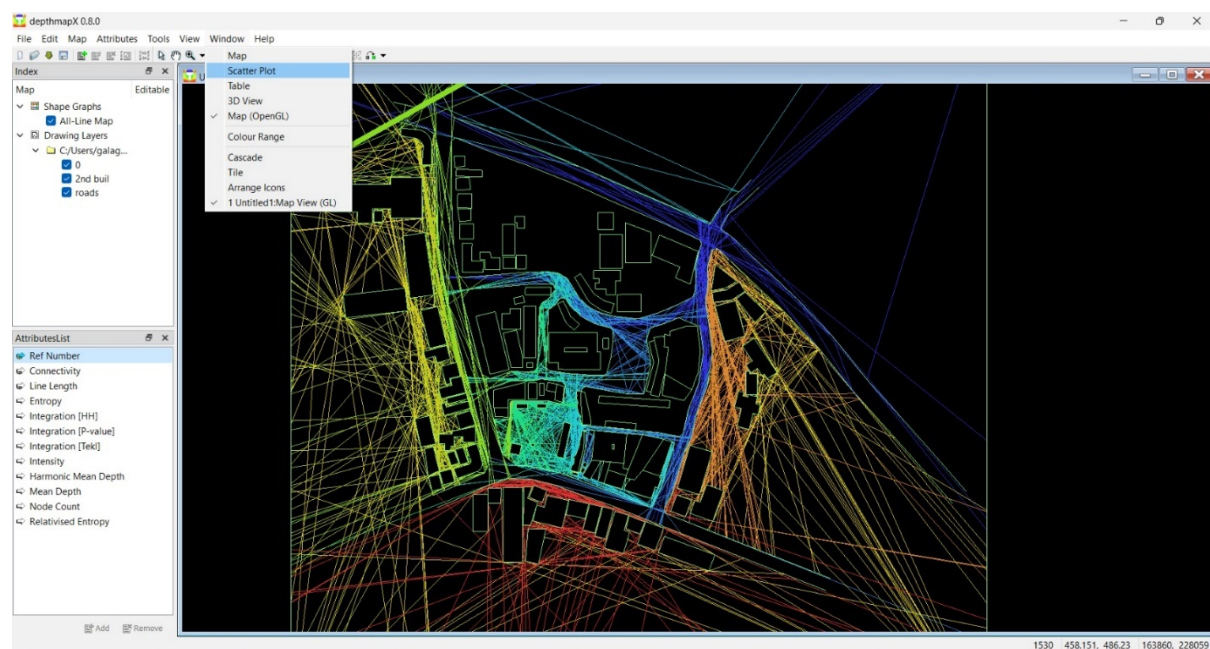 depthmapX 0.8.0
File Edit Map Attributes Tools View Window Help
Index
Map Editable
Shape Graphs
All-Line Map
Drawing Layers
C:/Users/galag...
0
2nd buil
roads
Map
Scatter Plot
Table
3D View
Map (OpenGL)
Colour Range
Cascade
Tile
Arrange Icons
1 Untitled1:Map View (GL)
AttributesList
Ref Number
Connectivity
Line Length
Entropy
Integration [HH]
Integration [P-value]
Integration [Tekl]
Intensity
Harmonic Mean Depth
Mean Depth
Node Count
Relativised Entropy
Add Remove
1530 458.151, 486.23 163860, 228059